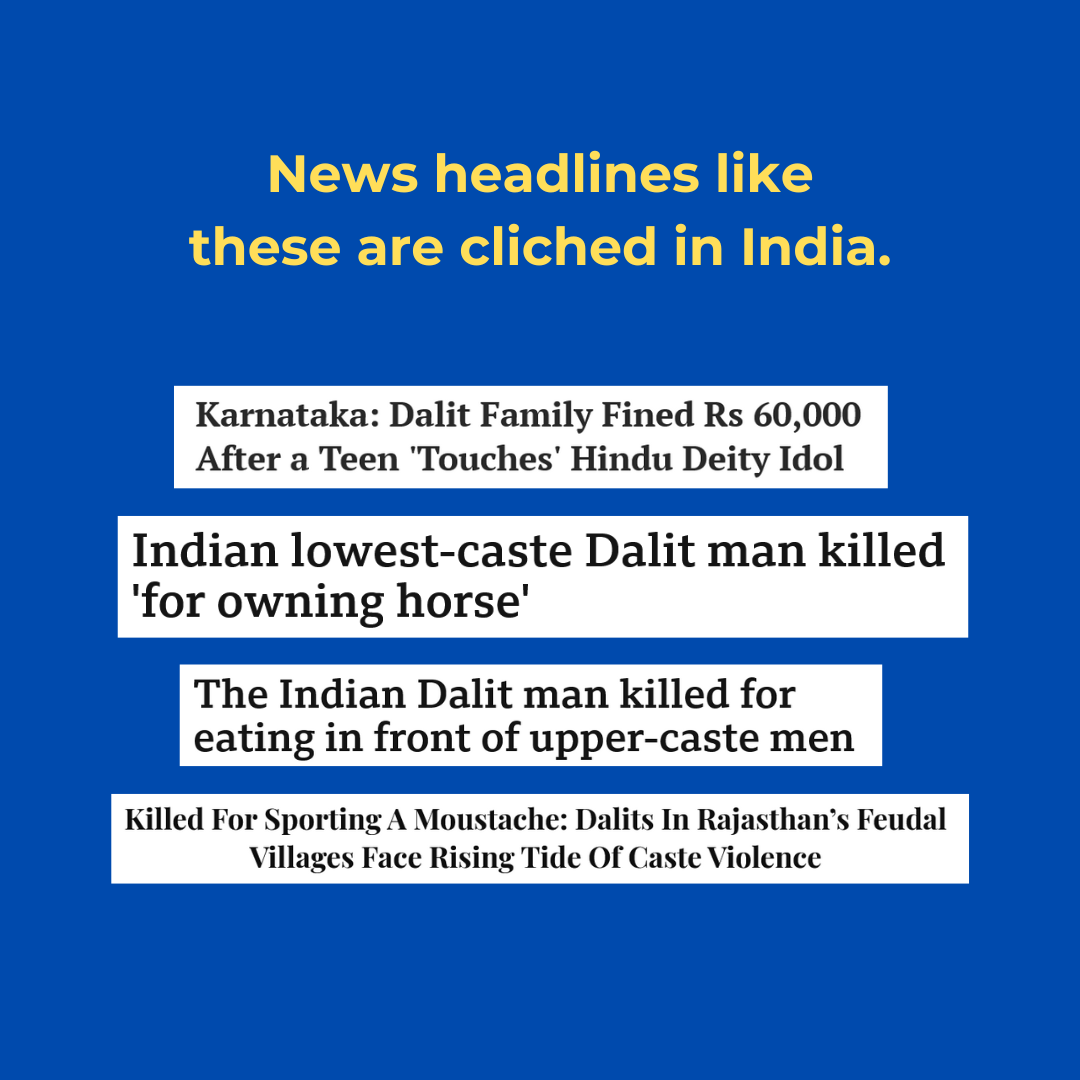 News headlines like
these are cliched in India.
Karnataka: Dalit Family Fined Rs 60,000
After a Teen 'Touches' Hindu Deity Idol
Indian lowest-caste Dalit man killed
'for owning horse'
The Indian Dalit man killed for
eating in front of upper-caste men
Killed For Sporting A Moustache: Dalits In Rajasthan’s Feudal
Villages Face Rising Tide Of Caste Violence